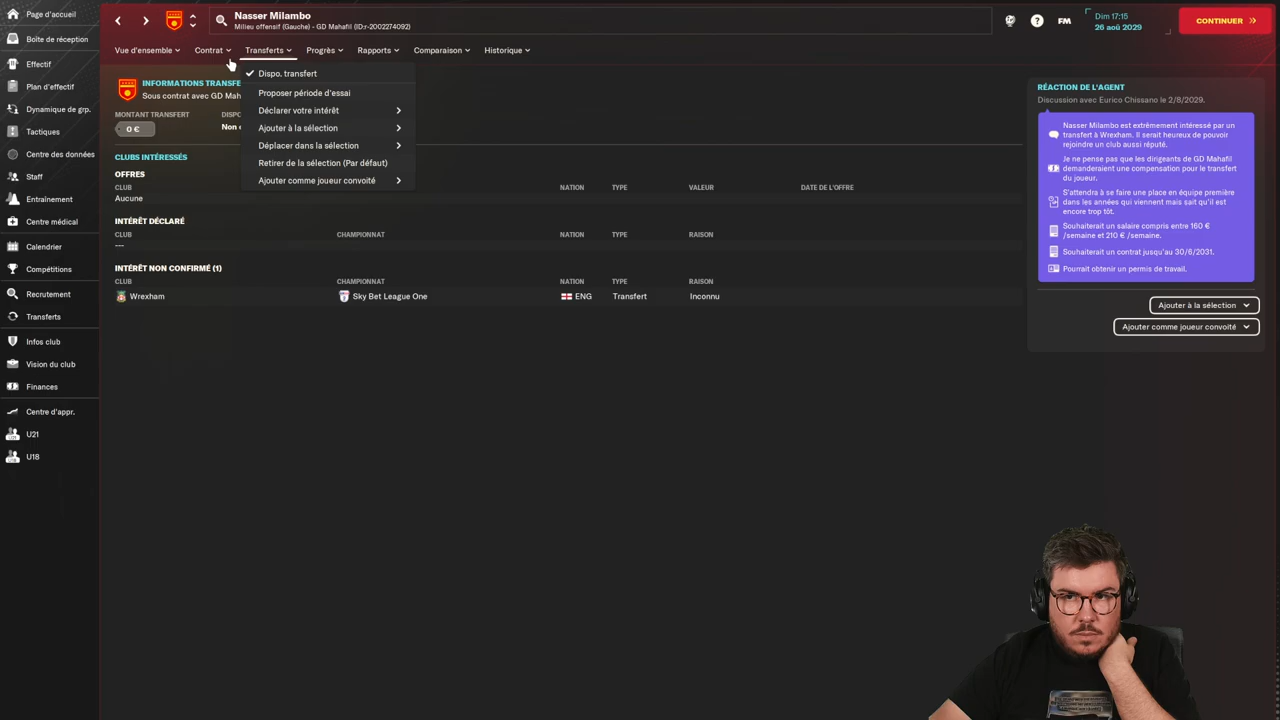 Page d'accueil
Boîte de réception
Effectif
Plan d'effectif
Dynamique de grp.
Tactiques
Centre des données
Staff
Entraînement
Centre médical
Calendrier
Compétitions
Recrutement
Transferts
Infos club
Vision du club
Finances
Centre d'appr.
U21
U18
Nasser Milambo
Milieu offensif (Gauche) - GD Mahafil (ID:r-2002274092)
FM
Dim 17:15
26 aoû 2029
CONTINUER
Vue d'ensemble
Contrat
Transferts
Progrès
Rapports
Comparaison
Historique
INFORMATIONS TRANSFE
Sous contrat avec GD Mah
MONTANT TRANSFERT
0 €
Dispo. transfert
Proposer période d'essai
Déclarer votre intérêt
Ajouter à la sélection
Déplacer dans la sélection
Retirer de la sélection (Par défaut)
Ajouter comme joueur convoité
CLUBS INTÉRESSÉS
OFFRES
CLUB NATION TYPE VALEUR DATE DE L'OFFRE
Aucune
INTÉRÊT DÉCLARÉ
CLUB CHAMPIONNAT NATION TYPE RAISON
---
INTÉRÊT NON CONFIRMÉ (1)
CLUB CHAMPIONNAT NATION TYPE RAISON
Wrexham Sky Bet League One ENG Transfert Inconnu
RÉACTION DE L'AGENT
Discussion avec Eurico Chissano le 2/8/2029.
Nasser Milambo est extrêmement intéressé par un
transfert à Wrexham. Il serait heureux de pouvoir
rejoindre un club aussi réputé.
Je ne pense pas que les dirigeants de GD Mahafil
demanderaient une compensation pour le transfert
du joueur.
S'attendra à se faire une place en équipe première
dans les années qui viennent mais sait qu'il est
encore trop tôt.
Souhaiterait un salaire compris entre 160 €
/semaine et 210 € /semaine.
Souhaiterait un contrat jusqu'au 30/6/2031.
Pourrait obtenir un permis de travail.
Ajouter à la sélection
Ajouter comme joueur convoité